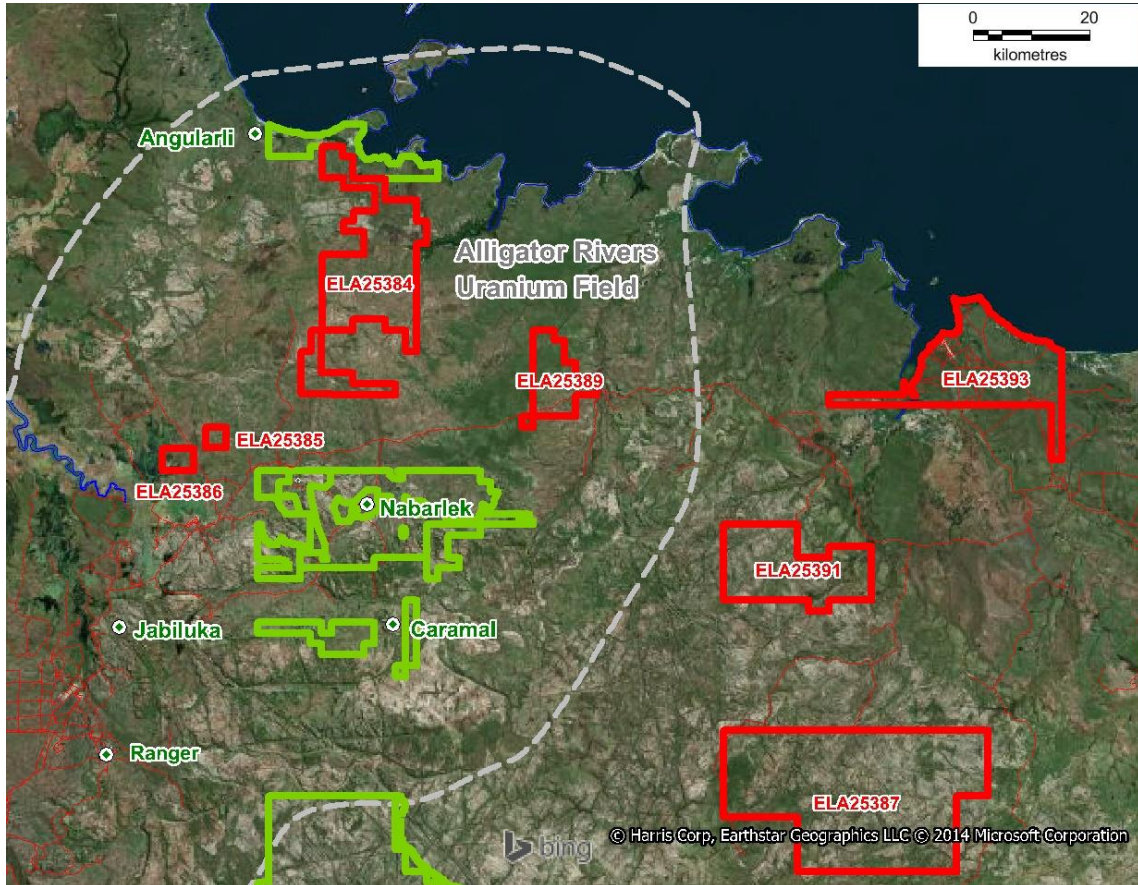 0 20
kilometres
Angularli
Alligator Rivers
Uranium Field
ELA25384
ELA25389
ELA25393
ELA25385
ELA25386
Nabarlek
ELA25391
Jabiluka
Caramal
Ranger
ELA25387
bing
© Harris Corp, Earthstar Geographics LLC © 2014 Microsoft Corporation